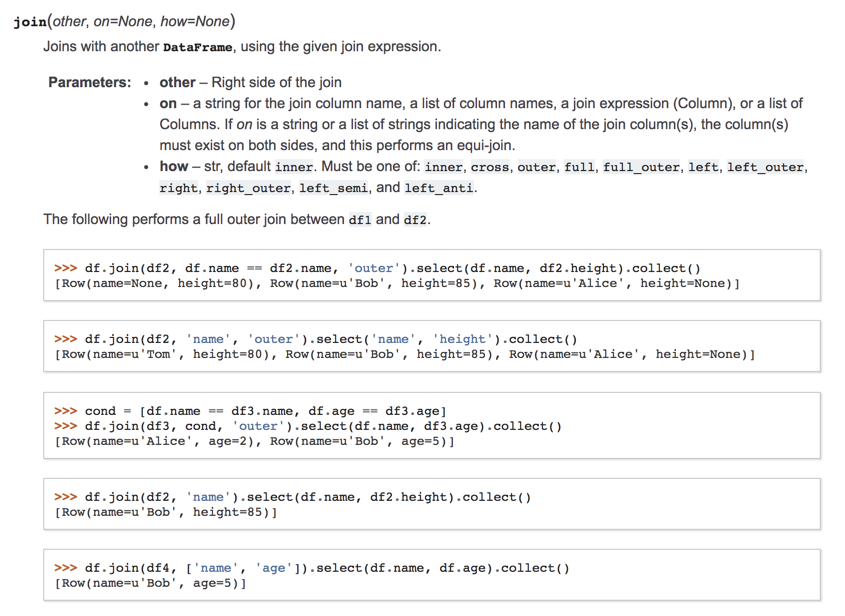 join(other, on=None, how=None)
Joins with another DataFrame, using the given join expression.
Parameters: • other – Right side of the join
• on – a string for the join column name, a list of column names, a join expression (Column), or a list of
Columns. If on is a string or a list of strings indicating the name of the join column(s), the column(s)
must exist on both sides, and this performs an equi-join.
• how – str, default inner. Must be one of: inner, cross, outer, full, full_outer, left, left_outer,
right, right_outer, left_semi, and left_anti.
The following performs a full outer join between df1 and df2.
>>> df.join(df2, df.name == df2.name, 'outer').select(df.name, df2.height).collect()
[Row(name=None, height=80), Row(name=u'Bob', height=85), Row(name=u'Alice', height=None)]
>>> df.join(df2, 'name', 'outer').select('name', 'height').collect()
[Row(name=u'Tom', height=80), Row(name=u'Bob', height=85), Row(name=u'Alice', height=None)]
>>> cond = [df.name == df3.name, df.age == df3.age]
>>> df.join(df3, cond, 'outer').select(df.name, df3.age).collect()
[Row(name=u'Alice', age=2), Row(name=u'Bob', age=5)]
>>> df.join(df2, 'name').select(df.name, df2.height).collect()
[Row(name=u'Bob', height=85)]
>>> df.join(df4, ['name', 'age']).select(df.name, df.age).collect()
[Row(name=u'Bob', age=5)]